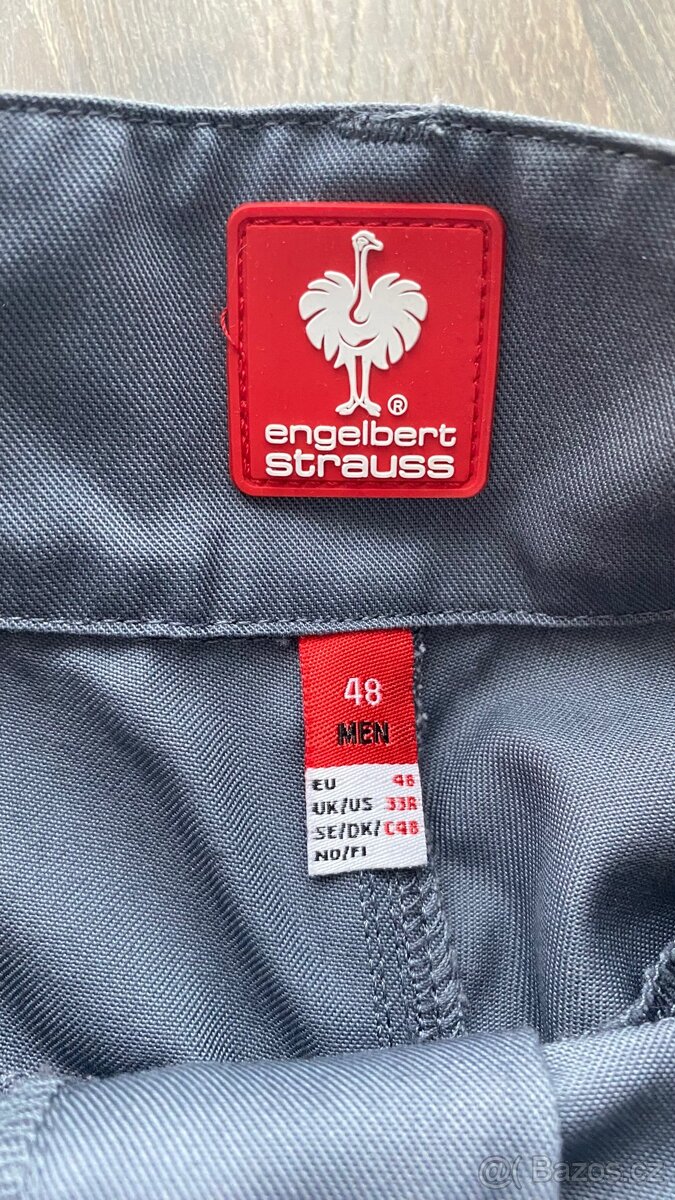 ®
engelbert
strauss
48
MEN
EU 48
UK/US 33R
SE/DK/ C48
NO/FI
@( Bazos.cz